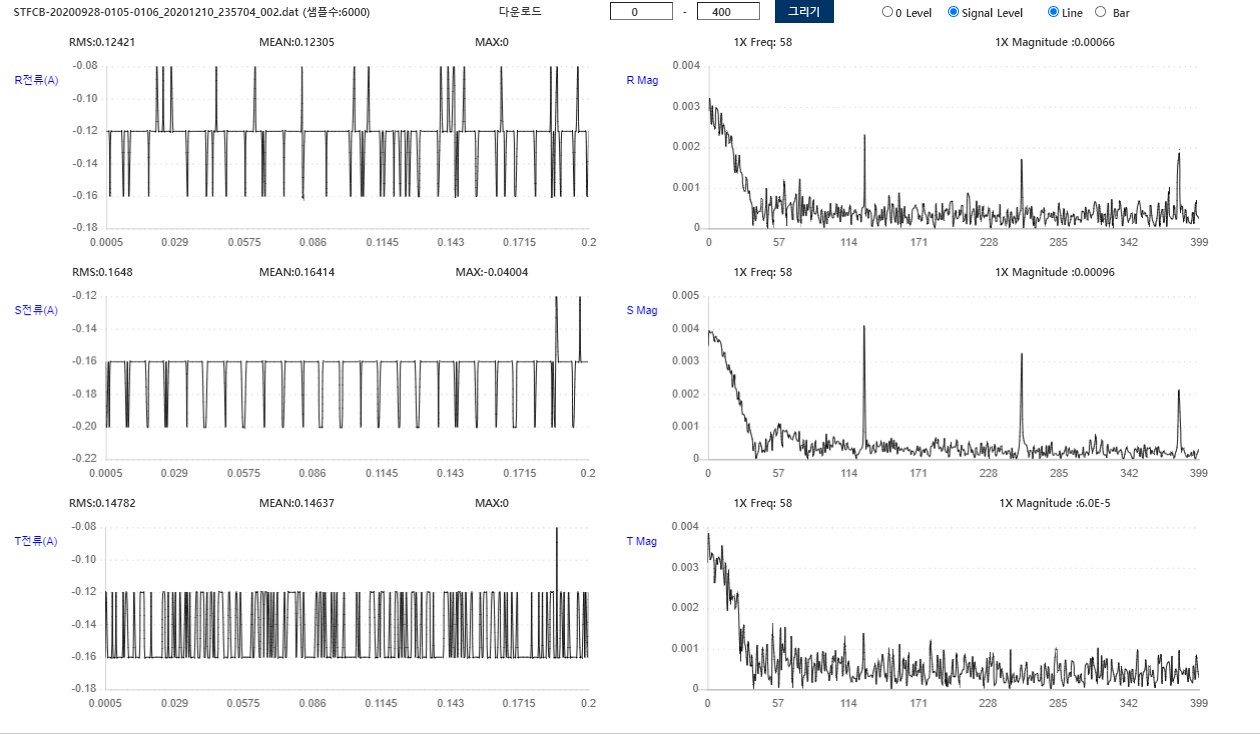 STFCB-20200928-0105-0106_20201210_235704_002.dat (샘플수:6000) 다운로드 0 - 400 그리기 0 Level Signal Level Line Bar
RMS:0.12421 MEAN:0.12305 MAX:0 1X Freq: 58 1X Magnitude :0.00066
R전류(A)
-0.08
-0.10
-0.12
-0.14
-0.16
-0.18
0.0005 0.029 0.0575 0.086 0.1145 0.143 0.1715 0.2
R Mag
0.004
0.003
0.002
0.001
0
0 57 114 171 228 285 342 399
RMS:0.1648 MEAN:0.16414 MAX:-0.04004 1X Freq: 58 1X Magnitude :0.00096
S전류(A)
-0.12
-0.14
-0.16
-0.18
-0.20
-0.22
0.0005 0.029 0.0575 0.086 0.1145 0.143 0.1715 0.2
S Mag
0.005
0.004
0.003
0.002
0.001
0
0 57 114 171 228 285 342 399
RMS:0.14782 MEAN:0.14637 MAX:0 1X Freq: 58 1X Magnitude :6.0E-5
T전류(A)
-0.08
-0.10
-0.12
-0.14
-0.16
-0.18
0.0005 0.029 0.0575 0.086 0.1145 0.143 0.1715 0.2
T Mag
0.004
0.003
0.002
0.001
0
0 57 114 171 228 285 342 399